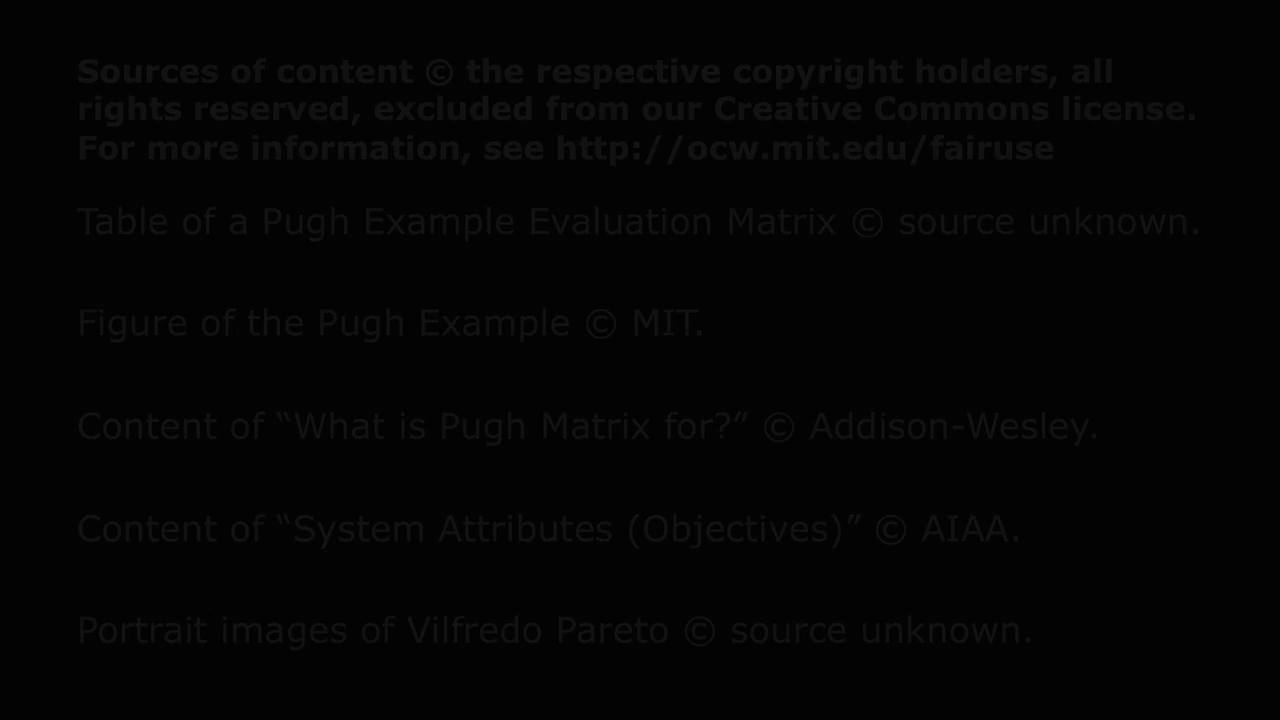 Sources of content © the respective copyright holders, all
rights reserved, excluded from our Creative Commons license.
For more information, see http://ocw.mit.edu/fairuse
Table of a Pugh Example Evaluation Matrix © source unknown.
Figure of the Pugh Example © MIT.
Content of “What is Pugh Matrix for?” © Addison-Wesley.
Content of “System Attributes (Objectives)” © AIAA.
Portrait images of Vilfredo Pareto © source unknown.